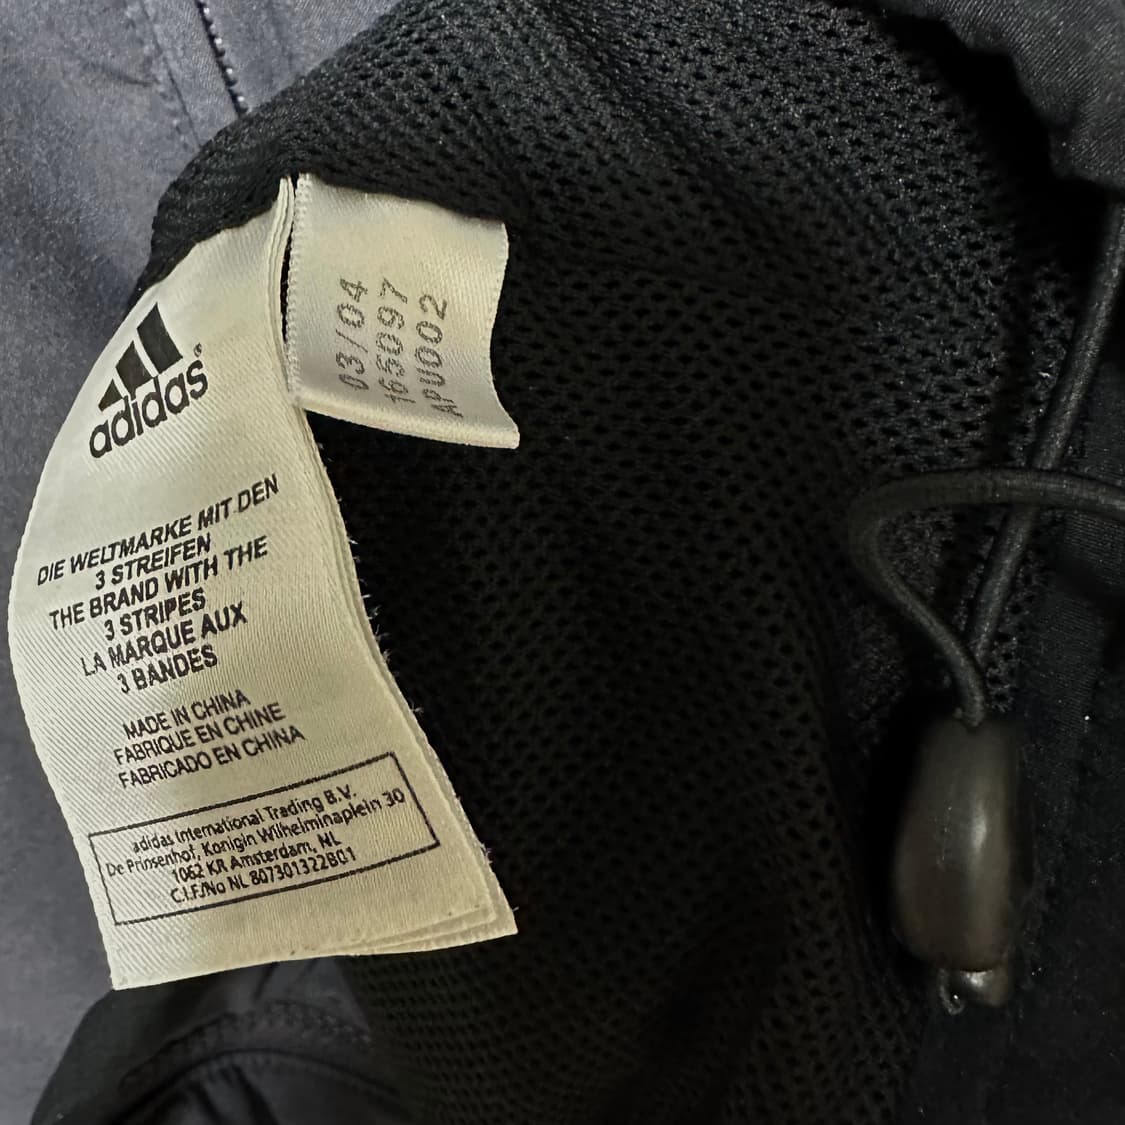 adidas®
DIE WELTMARKE MIT DEN
3 STREIFEN
THE BRAND WITH THE
3 STRIPES
LA MARQUE AUX
3 BANDES
MADE IN CHINA
FABRIQUE EN CHINE
FABRICADO EN CHINA
adidas International Trading B.V.
De Prinsenhof, Konigin Wilhelminaplein 30
1062 KR Amsterdam, NL
C.I.F./No NL 807301322B01
03/04
165097
APU002